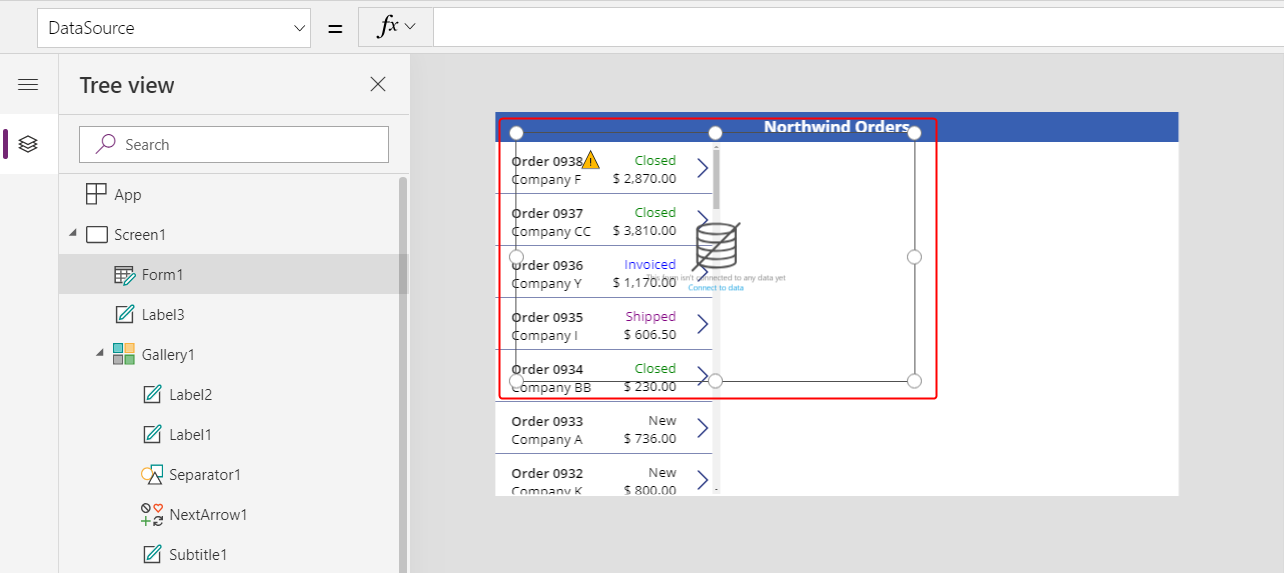 DataSource
=
fx
Tree view
Search
App
Screen1
Form1
Label3
Gallery1
Label2
Label1
Separator1
NextArrow1
Subtitle1
Northwind Orders
Order 0938 Closed
Company F $ 2,870.00
Order 0937 Closed
Company CC $ 3,810.00
Order 0936 Invoiced
Company Y $ 1,170.00
This form isn't connected to any data yet
Connect to data
Order 0935 Shipped
Company I $ 606.50
Order 0934 Closed
Company BB $ 230.00
Order 0933 New
Company A $ 736.00
Order 0932 New
Company K $ 800.00